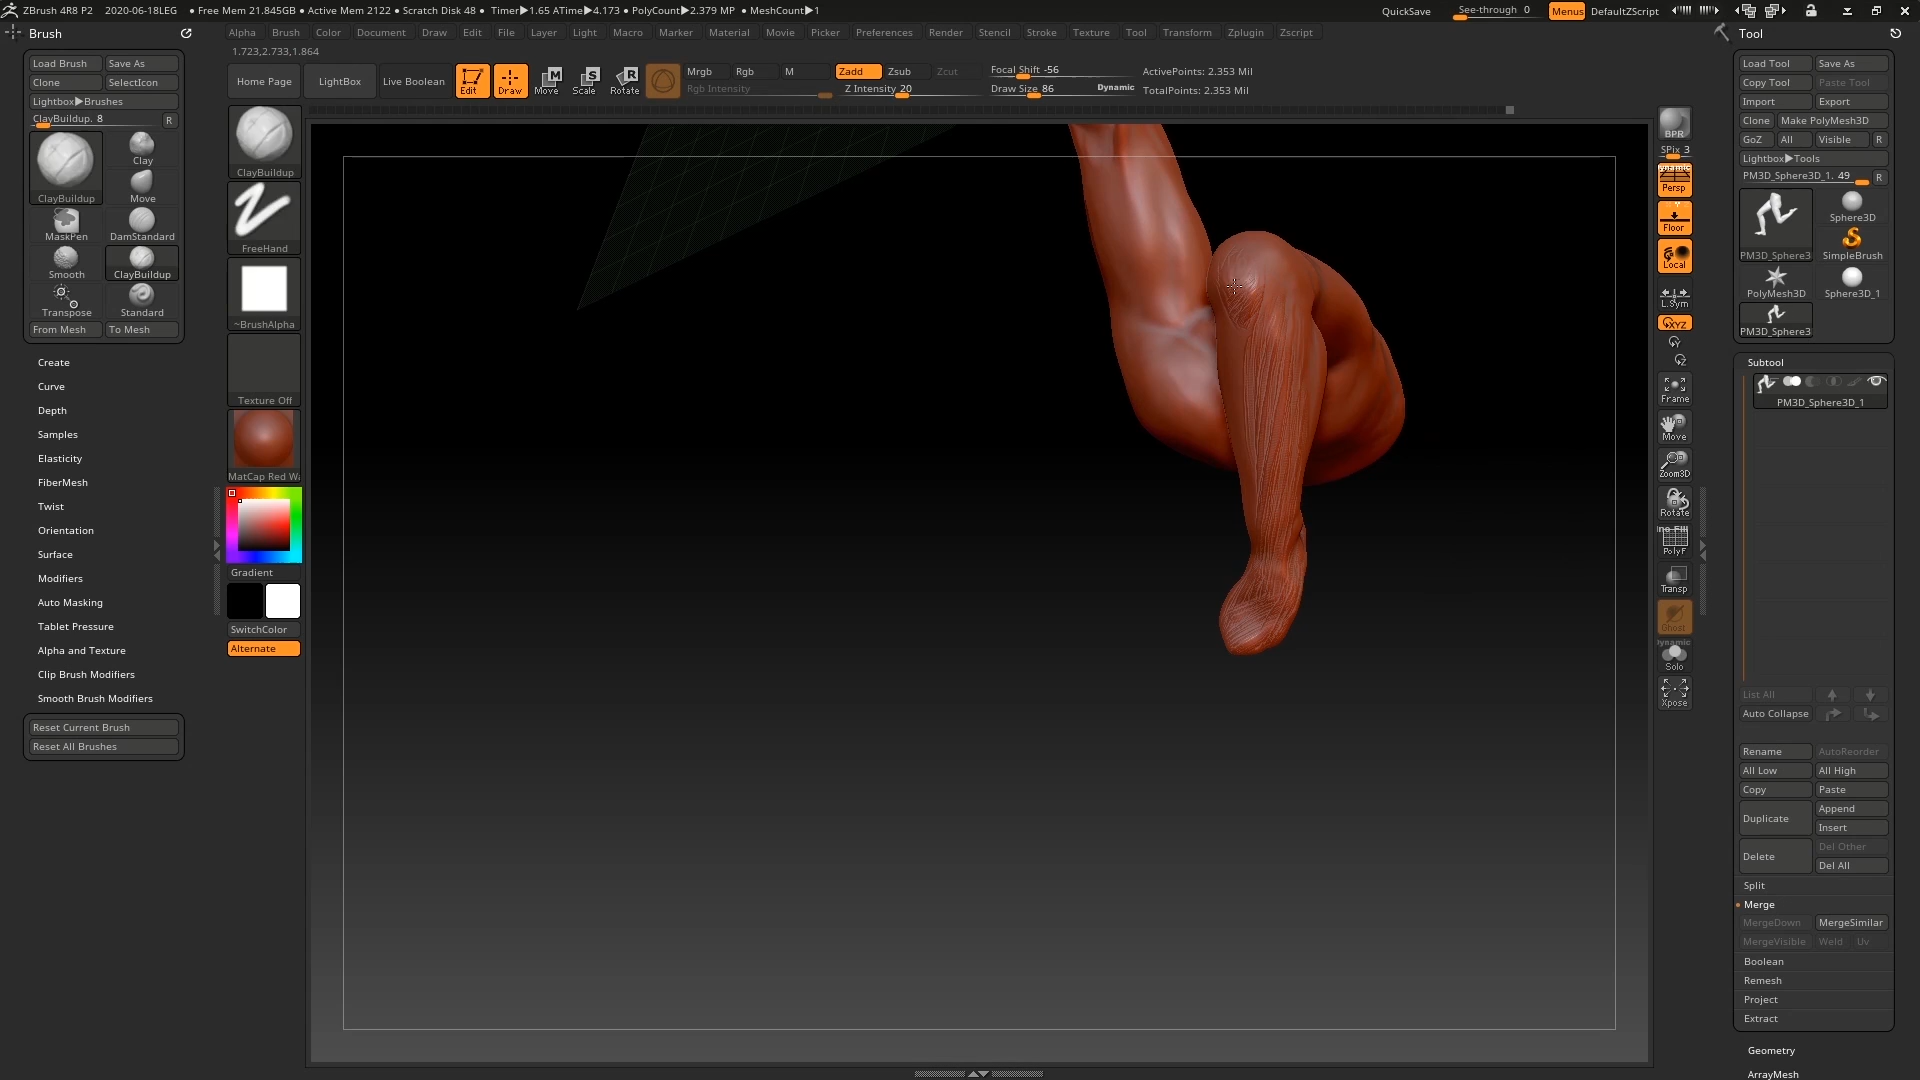 ZBrush 4R8 P2 2020-06-18LEG • Free Mem 21.845GB • Active Mem 2122 • Scratch Disk 48 • Timer▶1.65 ATime▶4.173 • PolyCount▶2.379 MP • MeshCount▶1 QuickSave See-through 0 Menus DefaultZScript
Brush
Alpha Brush Color Document Draw Edit File Layer Light Macro Marker Material Movie Picker Preferences Render Stencil Stroke Texture Tool Transform Zplugin Zscript
Tool
1.723,2.733,1.864
Load Brush Save As
Clone SelectIcon
Lightbox▶Brushes
ClayBuildup. 8 R
ClayBuildup
Clay
Move
MaskPen DamStandard
Smooth ClayBuildup
Transpose Standard
From Mesh To Mesh
Create
Curve
Depth
Samples
Elasticity
FiberMesh
Twist
Orientation
Surface
Modifiers
Auto Masking
Tablet Pressure
Alpha and Texture
Clip Brush Modifiers
Smooth Brush Modifiers
Reset Current Brush
Reset All Brushes
Home Page LightBox Live Boolean
Edit Draw Move Scale Rotate
Mrgb Rgb M
Rgb Intensity
Zadd Zsub Zcut
Z Intensity 20
Focal Shift -56
Draw Size 86 Dynamic
ActivePoints: 2.353 Mil
TotalPoints: 2.353 Mil
ClayBuildup
FreeHand
~BrushAlpha
Texture Off
MatCap Red Wa
Gradient
SwitchColor
Alternate
BPR
SPix 3
Dynamic
Persp
Floor
Local
L.Sym
XYZ
Y
Z
Frame
Move
Zoom3D
Rotate
ine Fill
PolyF
Transp
Ghost
Dynamic
Solo
Xpose
Load Tool Save As
Copy Tool Paste Tool
Import Export
Clone Make PolyMesh3D
GoZ All Visible R
Lightbox▶Tools
PM3D_Sphere3D_1. 49 R
PM3D_Sphere3
Sphere3D
SimpleBrush
PolyMesh3D Sphere3D_1
PM3D_Sphere3
Subtool
PM3D_Sphere3D_1
List All
Auto Collapse
Rename AutoReorder
All Low All High
Copy Paste
Duplicate Append
Insert
Delete Del Other
Del All
Split
Merge
MergeDown MergeSimilar
MergeVisible Weld Uv
Boolean
Remesh
Project
Extract
Geometry
ArrayMesh